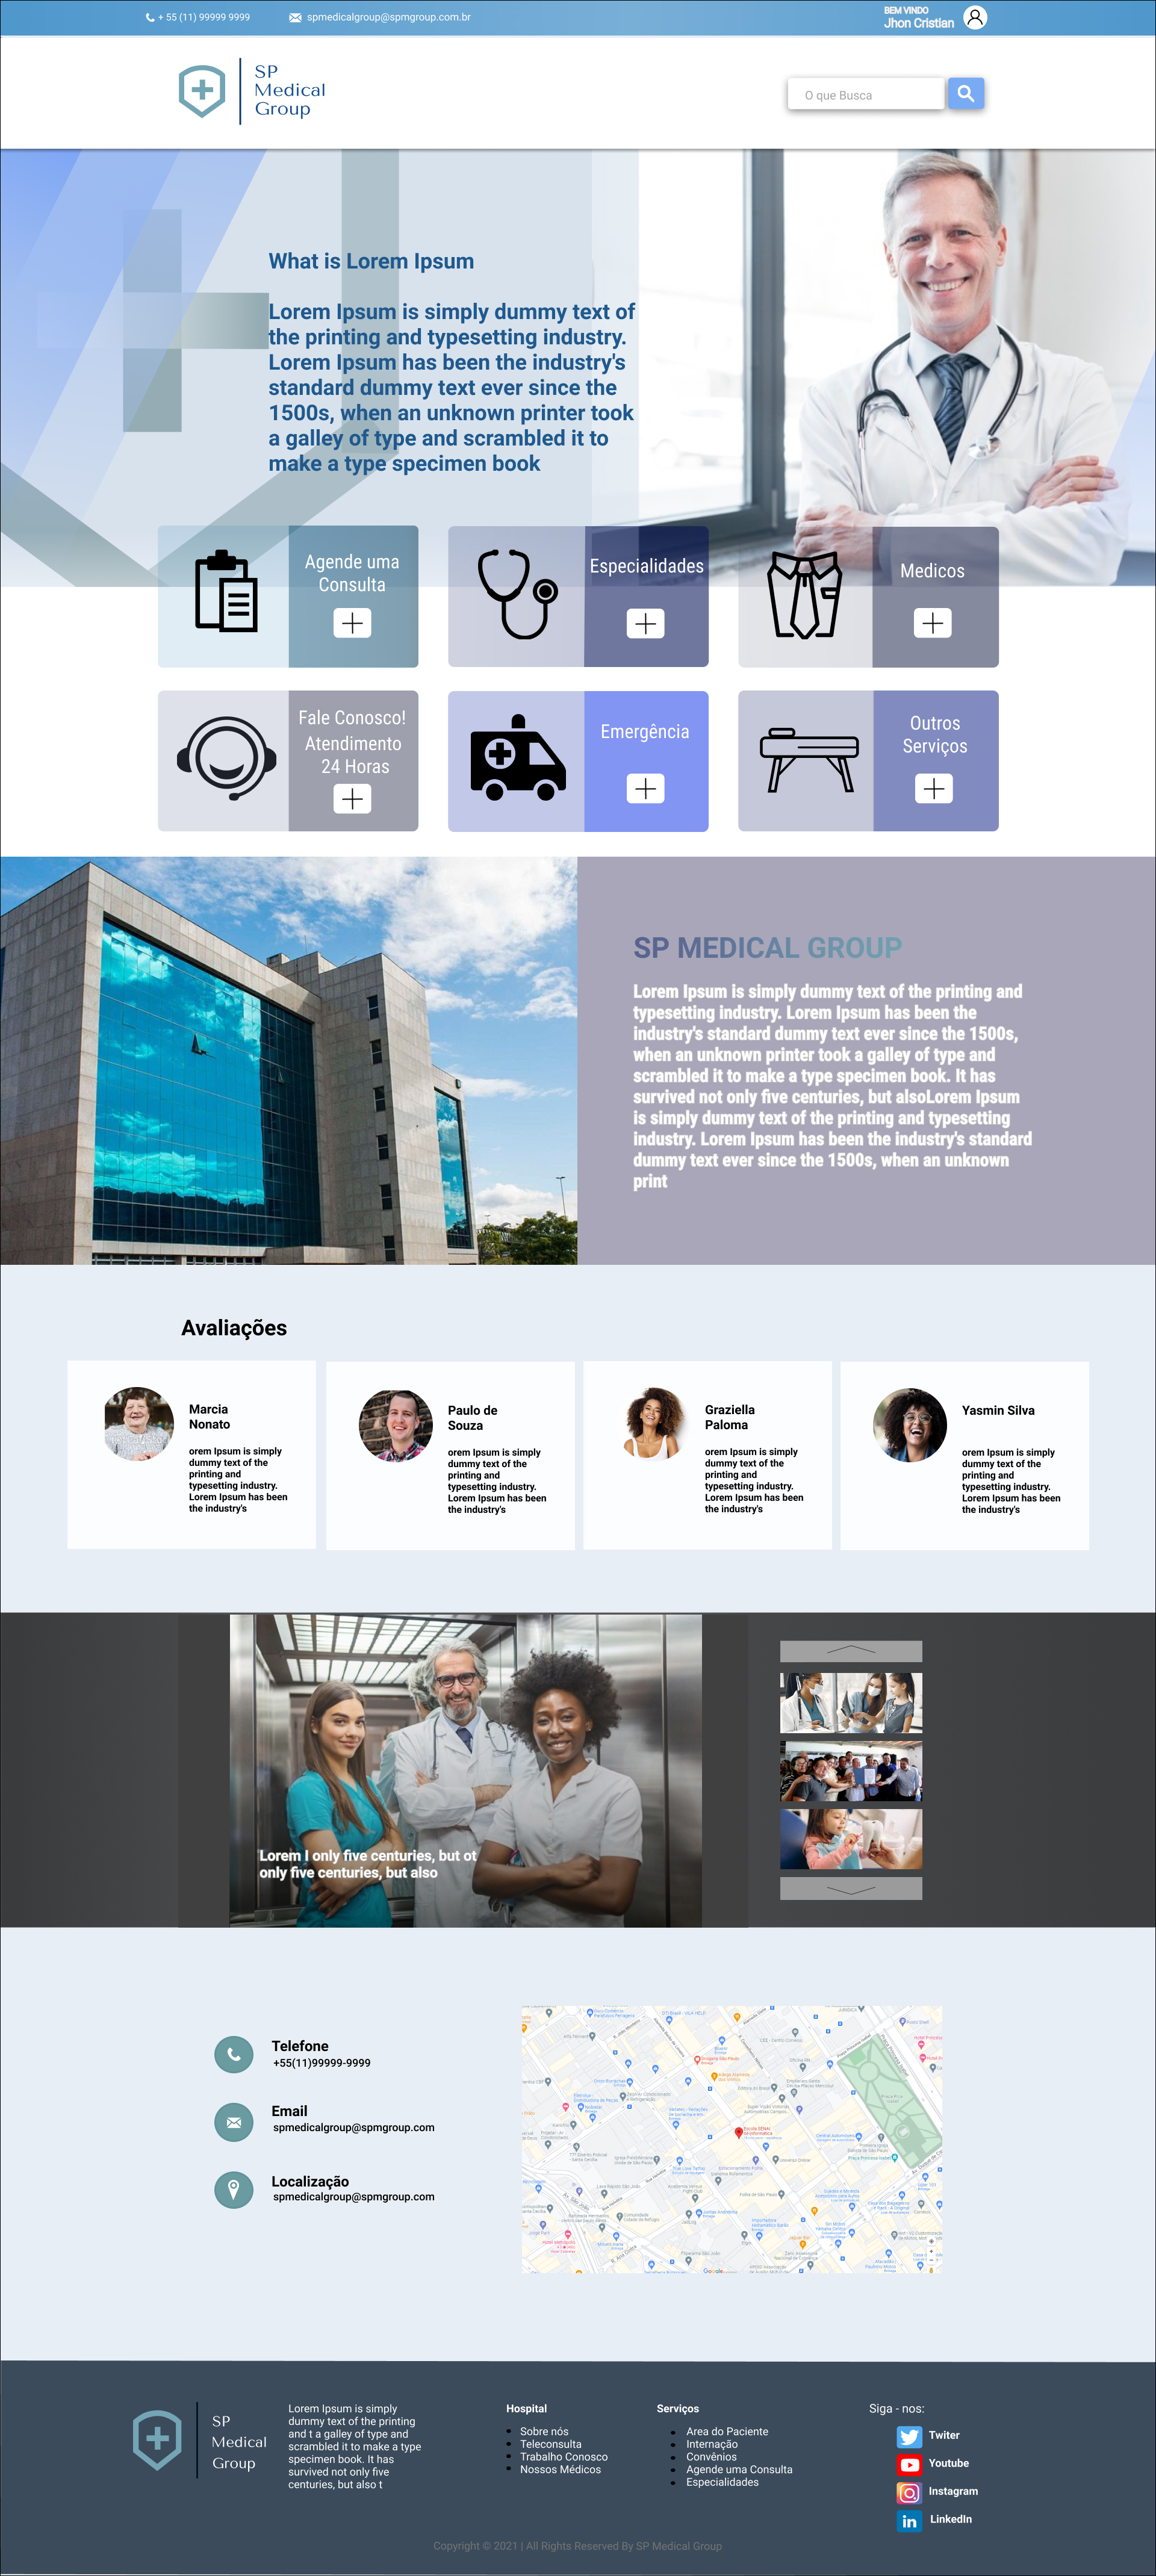 + 55 (11) 99999 9999
spmedicalgroup@spmgroup.com.br
BEM VINDO
Jhon Cristian
SP
Medical
Group
O que Busca
What is Lorem Ipsum
Lorem Ipsum is simply dummy text of
the printing and typesetting industry.
Lorem Ipsum has been the industry's
standard dummy text ever since the
1500s, when an unknown printer took
a galley of type and scrambled it to
make a type specimen book
Agende uma
Consulta
Especialidades
Medicos
Fale Conosco!
Atendimento
24 Horas
Emergência
Outros
Serviços
SP MEDICAL GROUP
Lorem Ipsum is simply dummy text of the printing and
typesetting industry. Lorem Ipsum has been the
industry's standard dummy text ever since the 1500s,
when an unknown printer took a galley of type and
scrambled it to make a type specimen book. It has
survived not only five centuries, but alsoLorem Ipsum
is simply dummy text of the printing and typesetting
industry. Lorem Ipsum has been the industry's standard
dummy text ever since the 1500s, when an unknown
print
Avaliações
Marcia
Nonato
orem Ipsum is simply
dummy text of the
printing and
typesetting industry.
Lorem Ipsum has been
the industry's
Paulo de
Souza
orem Ipsum is simply
dummy text of the
printing and
typesetting industry.
Lorem Ipsum has been
the industry's
Graziella
Paloma
orem Ipsum is simply
dummy text of the
printing and
typesetting industry.
Lorem Ipsum has been
the industry's
Yasmin Silva
orem Ipsum is simply
dummy text of the
printing and
typesetting industry.
Lorem Ipsum has been
the industry's
Lorem I only five centuries, but ot
only five centuries, but also
Telefone
+55(11)99999-9999
Email
spmedicalgroup@spmgroup.com
Localização
spmedicalgroup@spmgroup.com
Google
SP
Medical
Group
Lorem Ipsum is simply
dummy text of the printing
and t a galley of type and
scrambled it to make a type
specimen book. It has
survived not only five
centuries, but also t
Hospital
Sobre nós
Teleconsulta
Trabalho Conosco
Nossos Médicos
Serviços
Area do Paciente
Internação
Convênios
Agende uma Consulta
Especialidades
Siga - nos:
Twiter
Youtube
Instagram
LinkedIn
Copyright © 2021 | All Rights Reserved By SP Medical Group